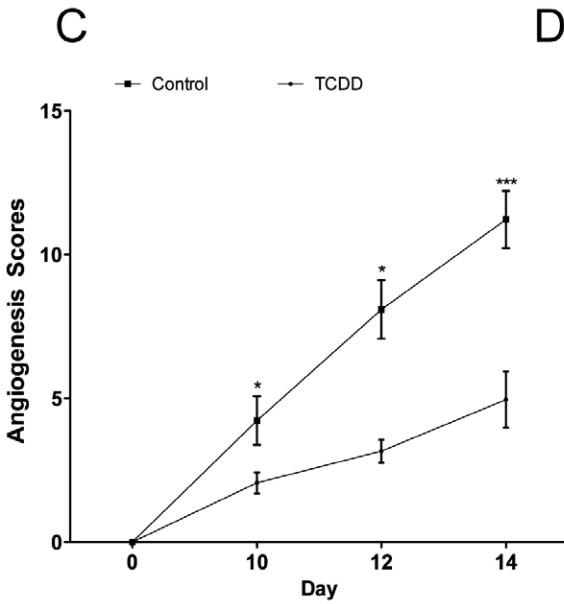 C D
Control TCDD
15
10
5
0
Angiogenesis Scores
*
*
***
0 10 12 14
Day